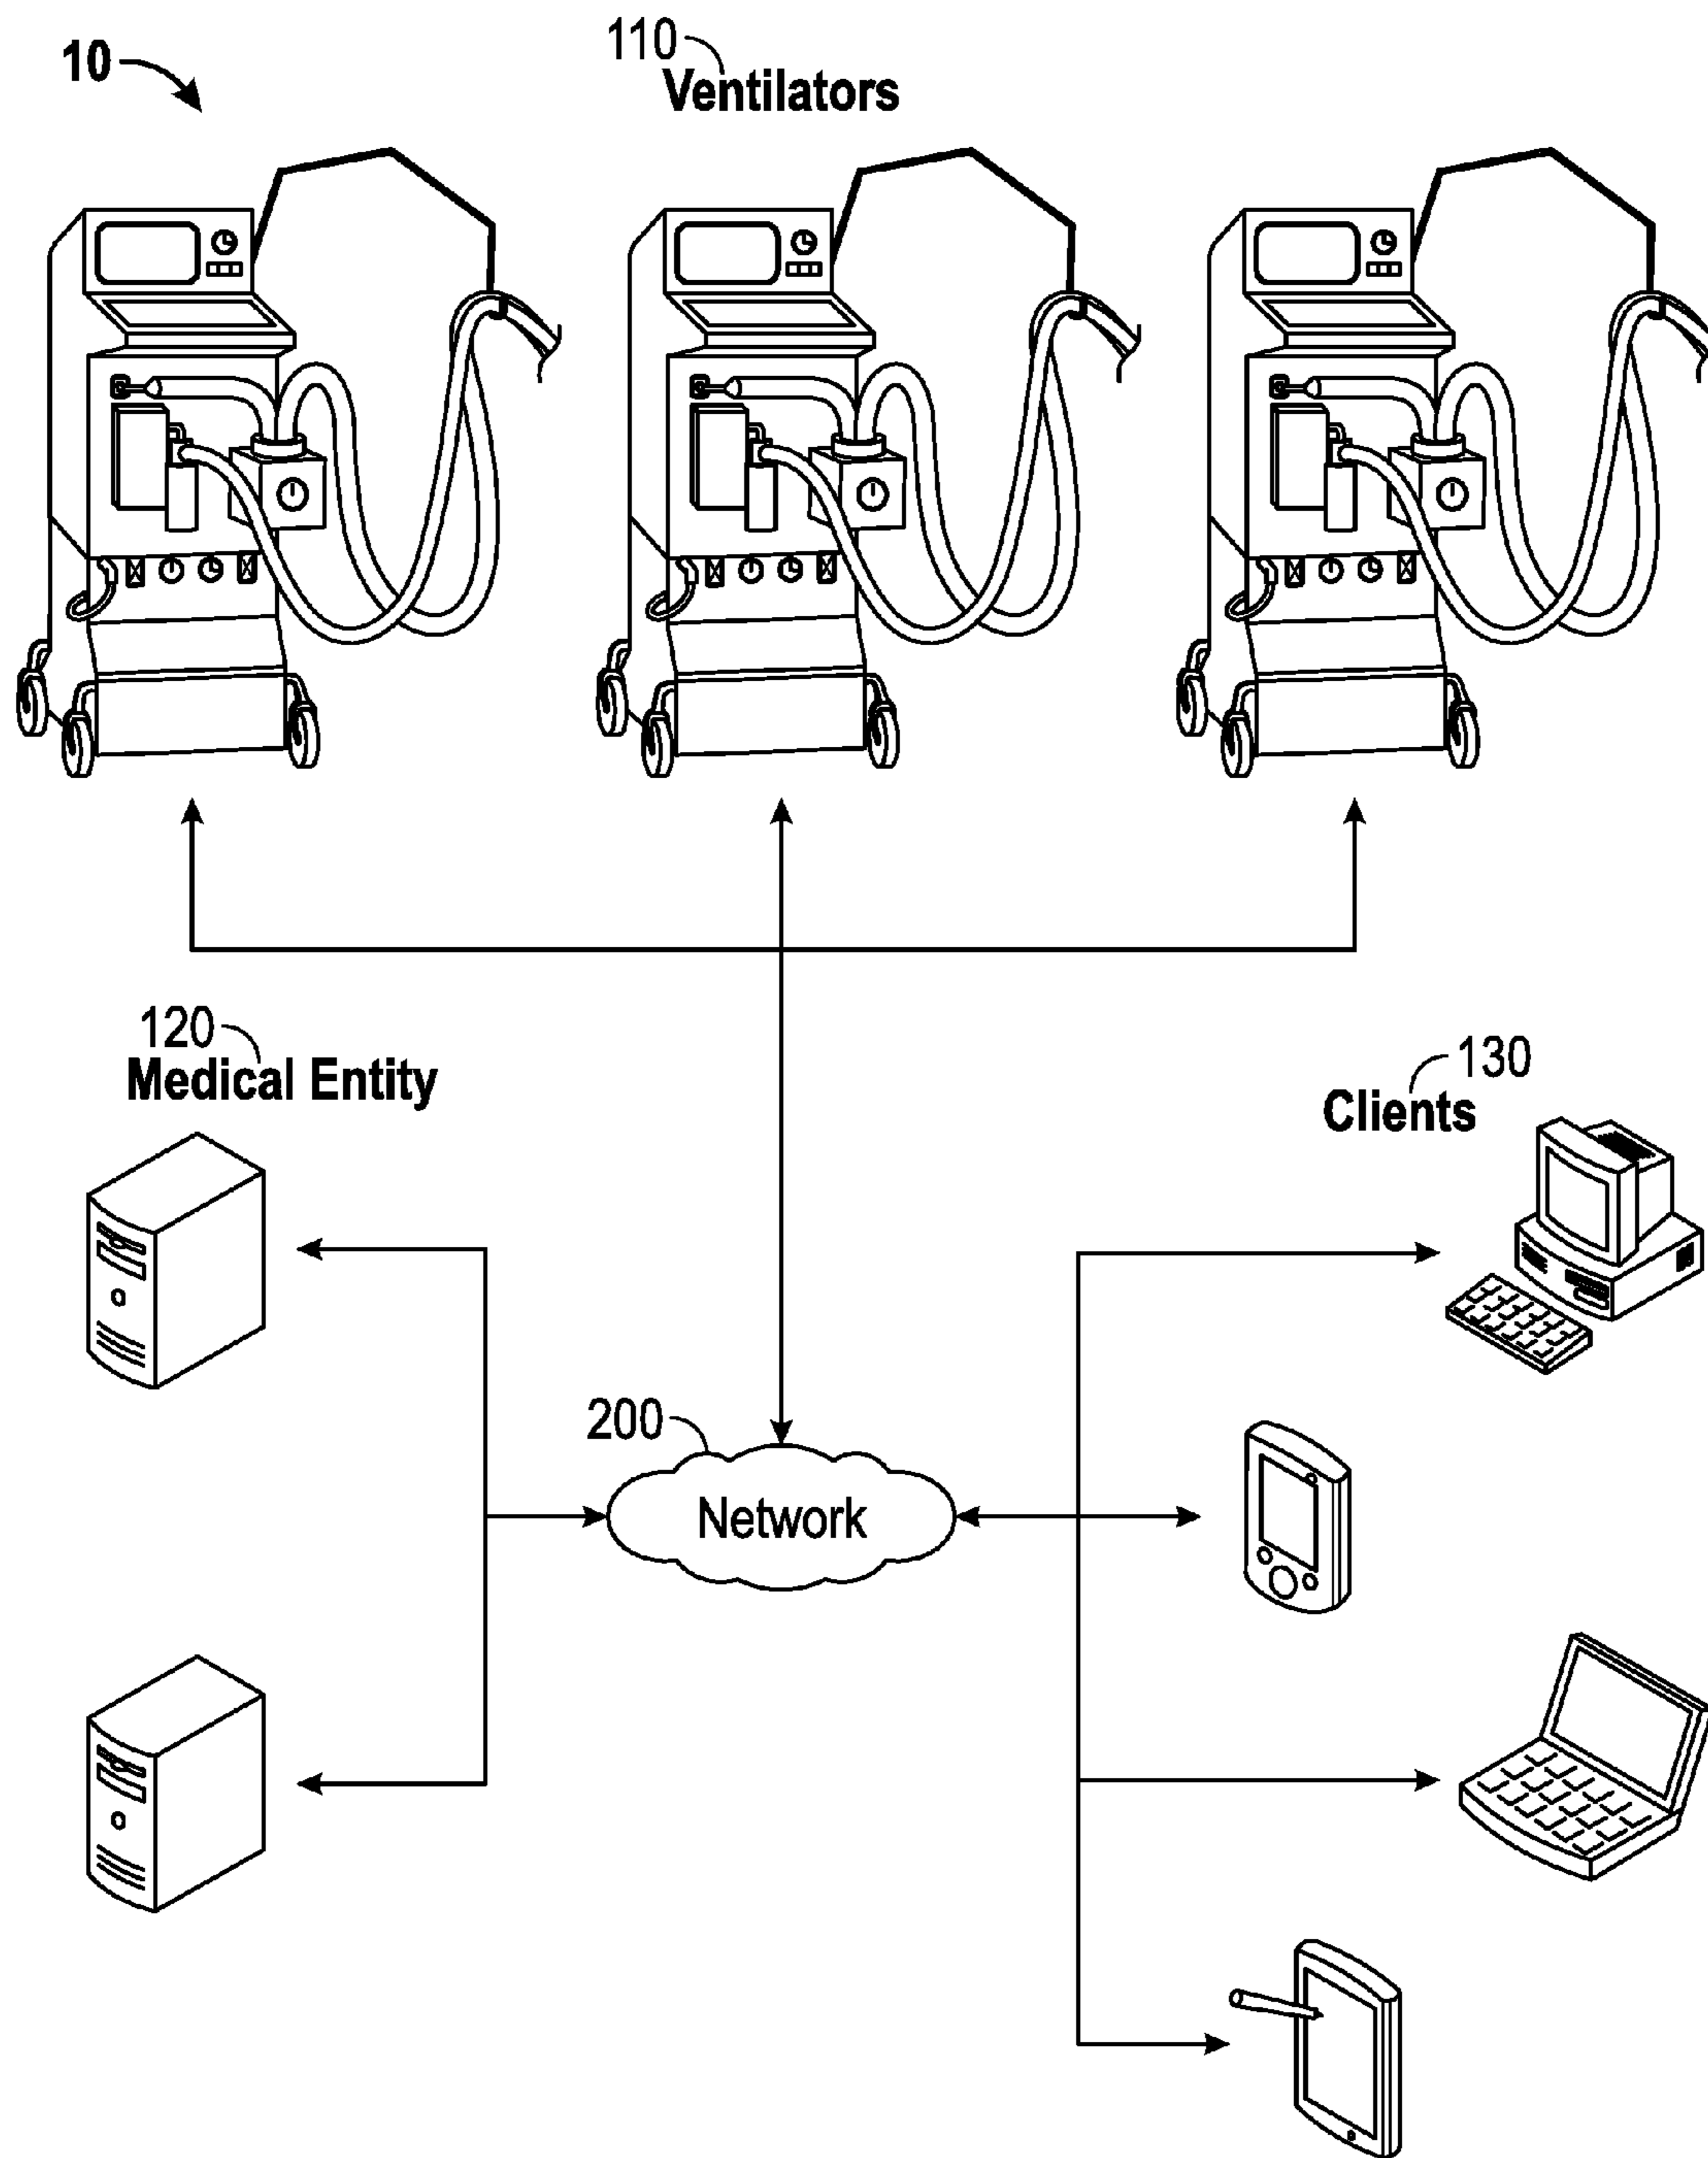 10
110
Ventilators
120
Medical Entity
130
Clients
200
Network